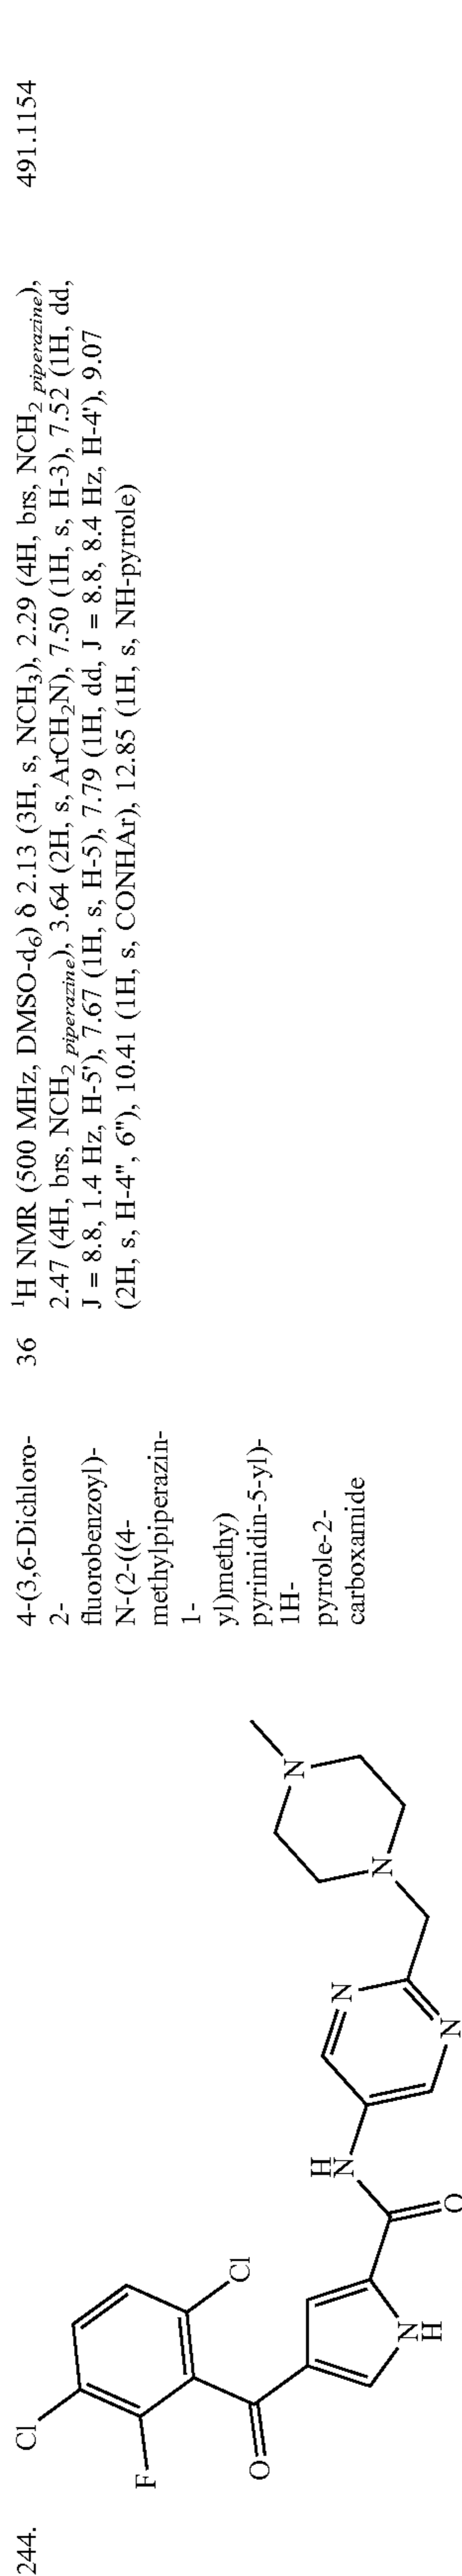 244.
Cl
F
Cl
O
N
H
O
H
N
N
N
N
N
4-(3,6-Dichloro-
2-
fluorobenzoyl)-
N-(2-((4-
methylpiperazin-
1-
yl)methy)
pyrimidin-5-yl)-
1H-
pyrrole-2-
carboxamide
36
¹H NMR (500 MHz, DMSO-d₆) δ 2.13 (3H, s, NCH₃), 2.29 (4H, brs, NCH₂ piperazine),
2.47 (4H, brs, NCH₂ piperazine), 3.64 (2H, s, ArCH₂N), 7.50 (1H, s, H-3), 7.52 (1H, dd,
J = 8.8, 1.4 Hz, H-5'), 7.67 (1H, s, H-5), 7.79 (1H, dd, J = 8.8, 8.4 Hz, H-4'), 9.07
(2H, s, H-4", 6"), 10.41 (1H, s, CONHAr), 12.85 (1H, s, NH-pyrrole)
491.1154